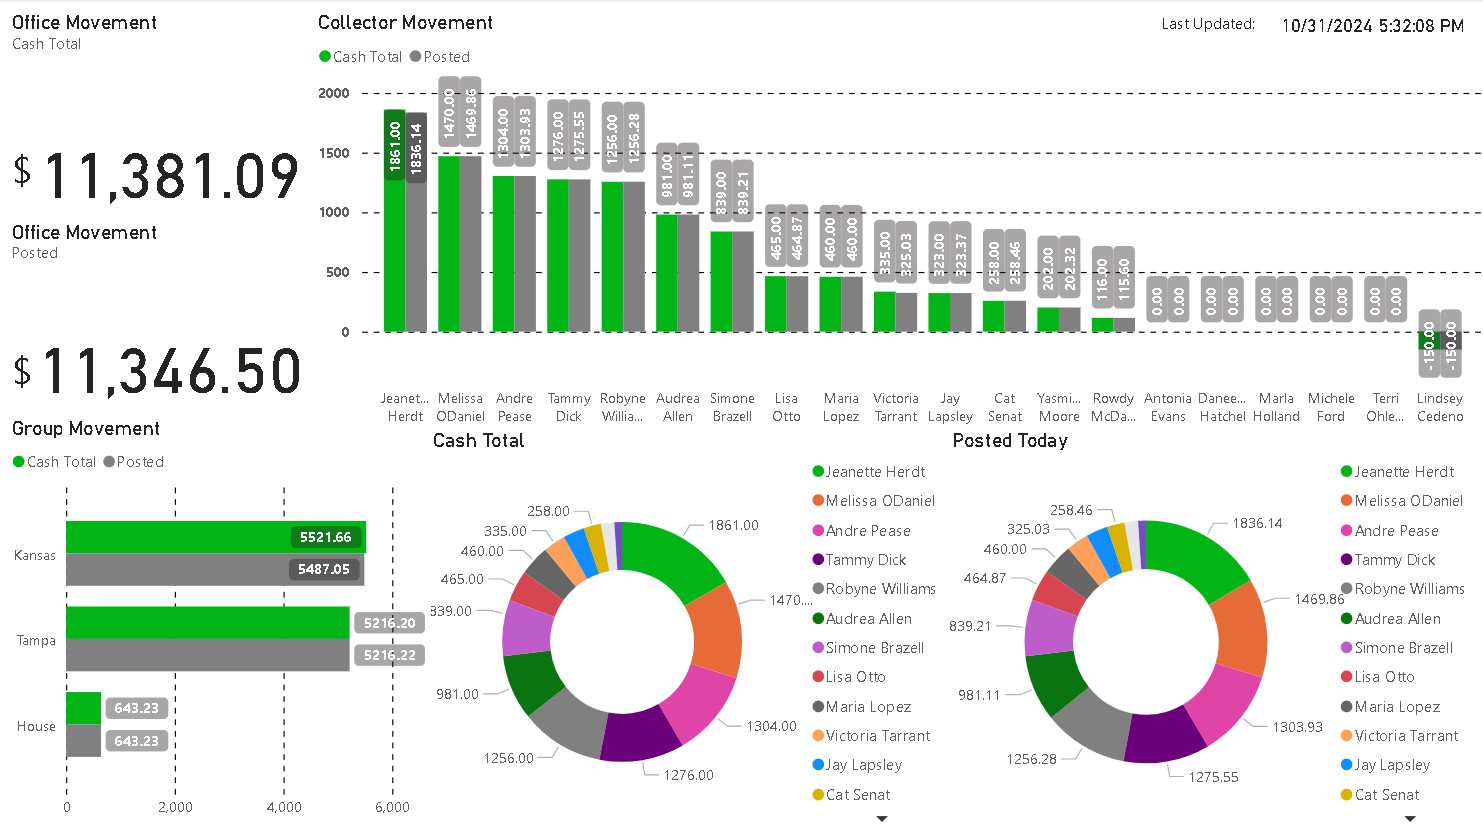 Office Movement
Cash Total
$ 11,381.09
Office Movement
Posted
$ 11,346.50
Collector Movement
Last Updated: 10/31/2024 5:32:08 PM
Cash Total Posted
2000
1500
1000
500
0
1861.00 1836.14 1470.00 1469.86 1304.00 1303.93 1276.00 1275.55 1256.00 1256.28 981.00 981.11 839.00 839.21 465.00 464.87 460.00 460.00 335.00 325.03 323.00 323.37 258.00 258.46 202.00 202.32 116.00 115.60 0.00 0.00 0.00 0.00 0.00 0.00 0.00 0.00 0.00 0.00 -150.00 -150.00
Jeanet... Melissa Andre Tammy Robyne Audrea Simone Lisa Maria Victoria Jay Cat Yasmi... Rowdy Antonia Danee... Marla Michele Terri Lindsey
Herdt ODaniel Pease Dick Willia... Allen Brazell Otto Lopez Tarrant Lapsley Senat Moore McDa... Evans Hatchel Holland Ford Ohle... Cedeno
Group Movement
Cash Total Posted
Kansas
5521.66
5487.05
Tampa
5216.20
5216.22
House
643.23
643.23
0 2,000 4,000 6,000
Cash Total
1861.00
1470....
1304.00
1276.00
1256.00
981.00
839.00
465.00
460.00
335.00
258.00
Jeanette Herdt
Melissa ODaniel
Andre Pease
Tammy Dick
Robyne Williams
Audrea Allen
Simone Brazell
Lisa Otto
Maria Lopez
Victoria Tarrant
Jay Lapsley
Cat Senat
Posted Today
1836.14
1469.86
1303.93
1275.55
1256.28
981.11
839.21
464.87
460.00
325.03
258.46
Jeanette Herdt
Melissa ODaniel
Andre Pease
Tammy Dick
Robyne Williams
Audrea Allen
Simone Brazell
Lisa Otto
Maria Lopez
Victoria Tarrant
Jay Lapsley
Cat Senat